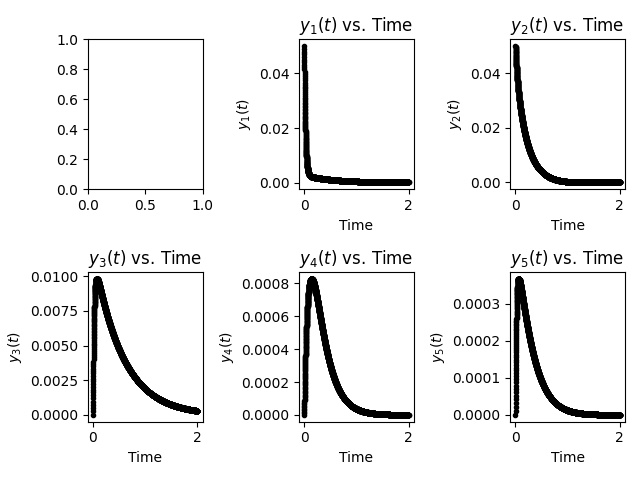 1.0
0.8
0.6
0.4
0.2
0.0
0.0 0.5 1.0
y₁(t) vs. Time
0.04
0.02
0.00
y₁(t)
0 2
Time
y₂(t) vs. Time
0.04
0.02
0.00
y₂(t)
0 2
Time
y₃(t) vs. Time
0.0100
0.0075
0.0050
0.0025
0.0000
y₃(t)
0 2
Time
y₄(t) vs. Time
0.0008
0.0006
0.0004
0.0002
0.0000
y₄(t)
0 2
Time
y₅(t) vs. Time
0.0003
0.0002
0.0001
0.0000
y₅(t)
0 2
Time